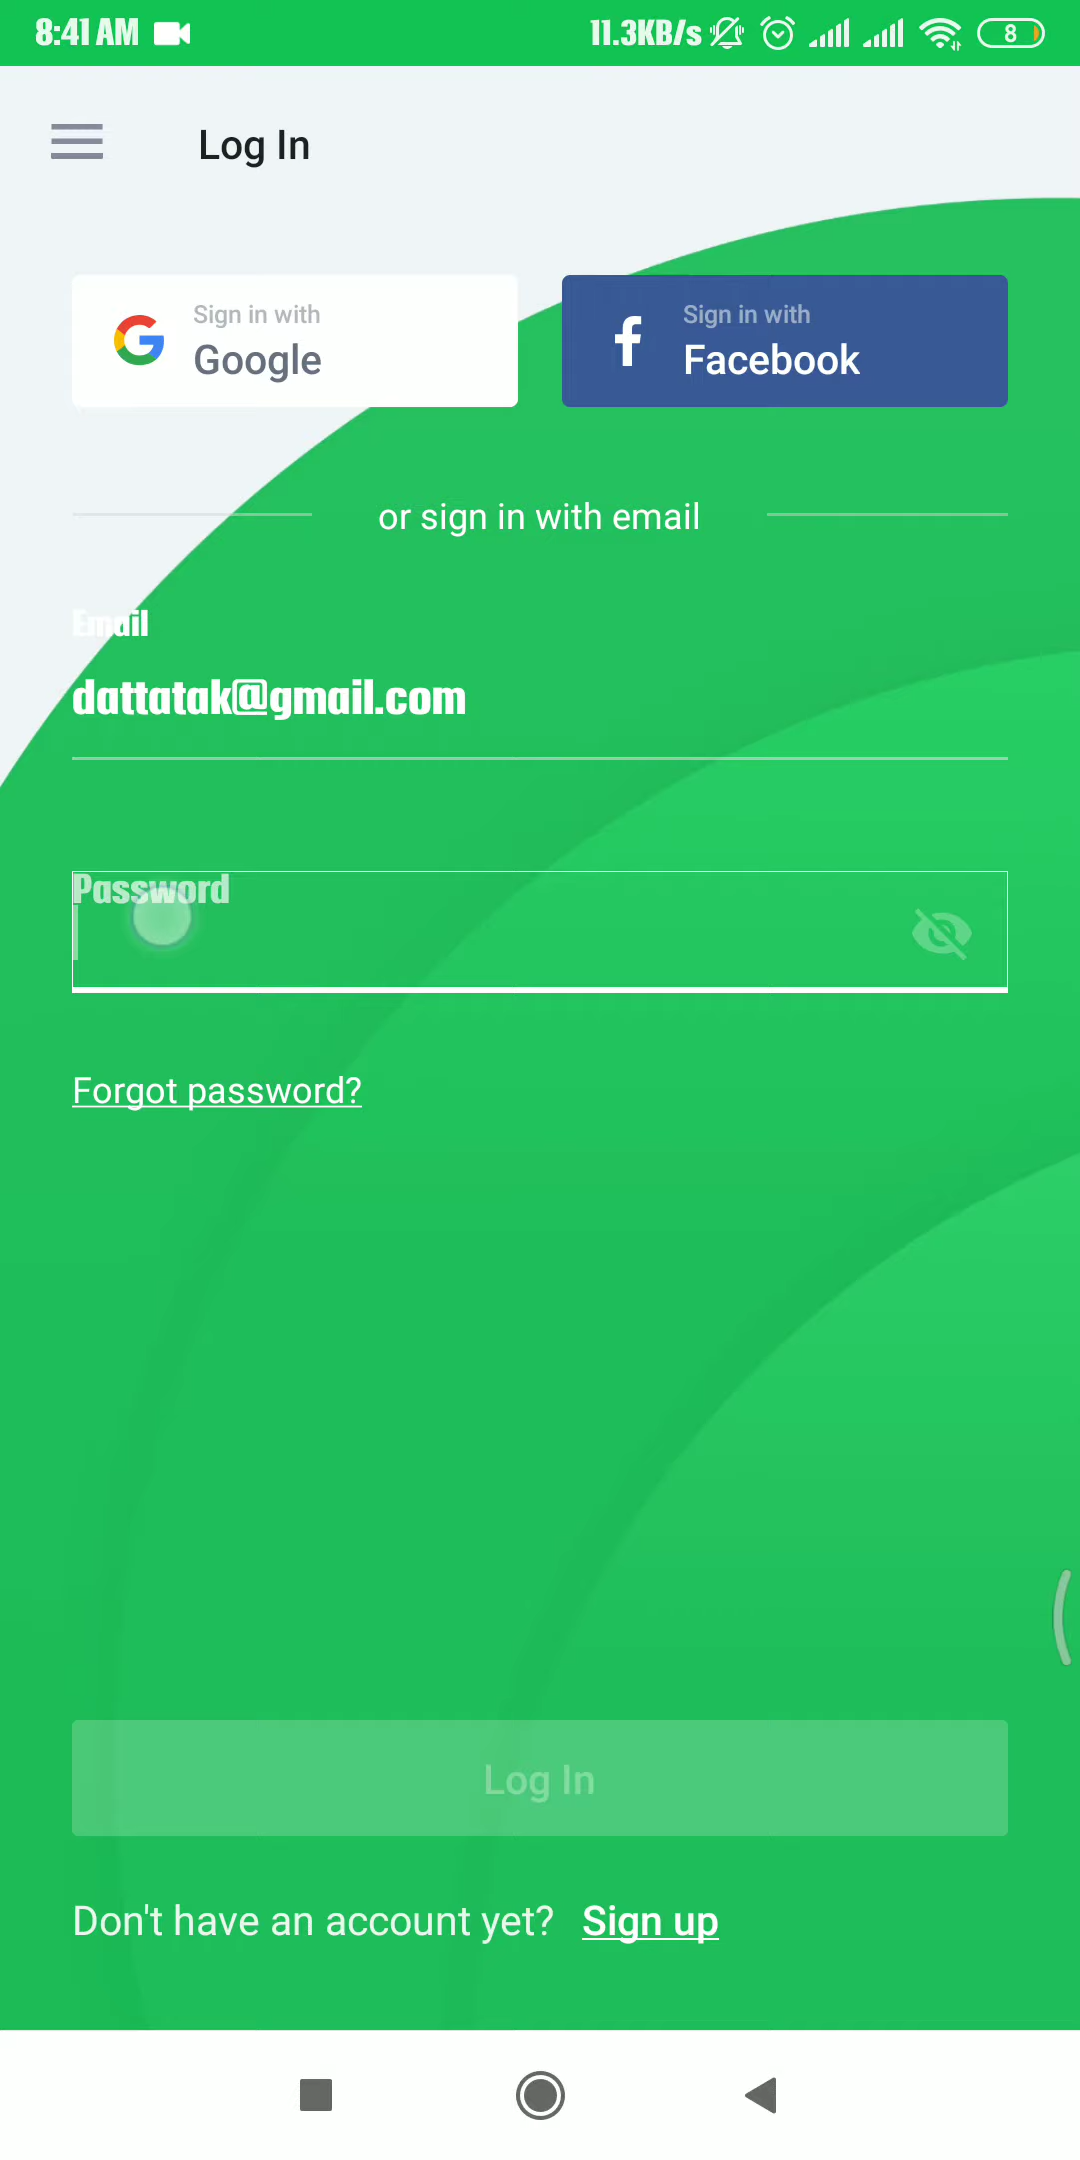 8:41 AM 11.3KB/s 8
Log In
Sign in with
Google
Sign in with
Facebook
or sign in with email
Email
dattatak@gmail.com
Password
Forgot password?
Log In
Don't have an account yet? Sign up